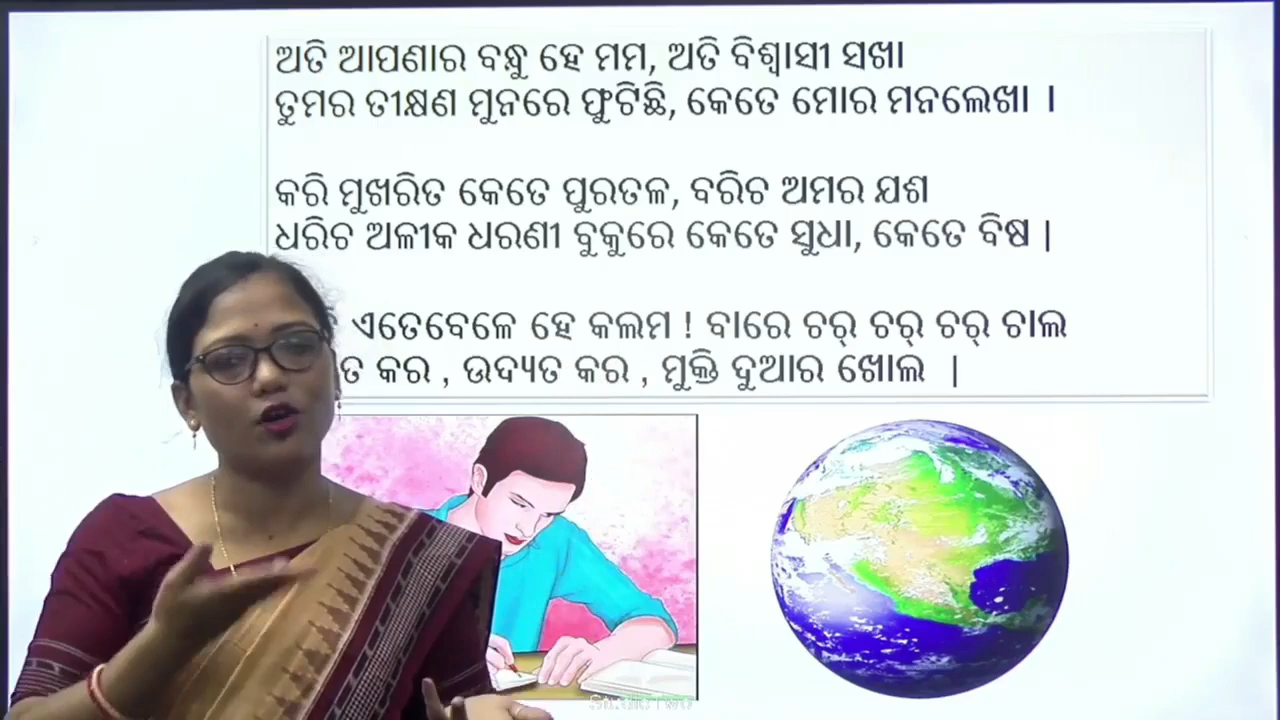 ଅତି ଆପଣାର ବନ୍ଧୁ ହେ ମମ, ଅତି ବିଶ୍ୱାସୀ ସଖା
ତୁମର ତୀକ୍ଷଣ ମୁନରେ ଫୁଟିଛି, କେତେ ମୋର ମନଲେଖା ।
କରି ମୁଖରିତ କେତେ ପୁରତଳ, ବରିଚ ଅମର ଯଶ
ଧରିଚ ଅଳୀକ ଧରଣୀ ବୁକୁରେ କେତେ ସୁଧା, କେତେ ବିଷ |
ଏତେବେଳେ ହେ କଲମ ! ବାରେ ଚର୍ ଚର୍ ଚର୍ ଚାଲ
କର , ଉଦ୍ୟତ କର , ମୁକ୍ତି ଦୁଆର ଖୋଲ |